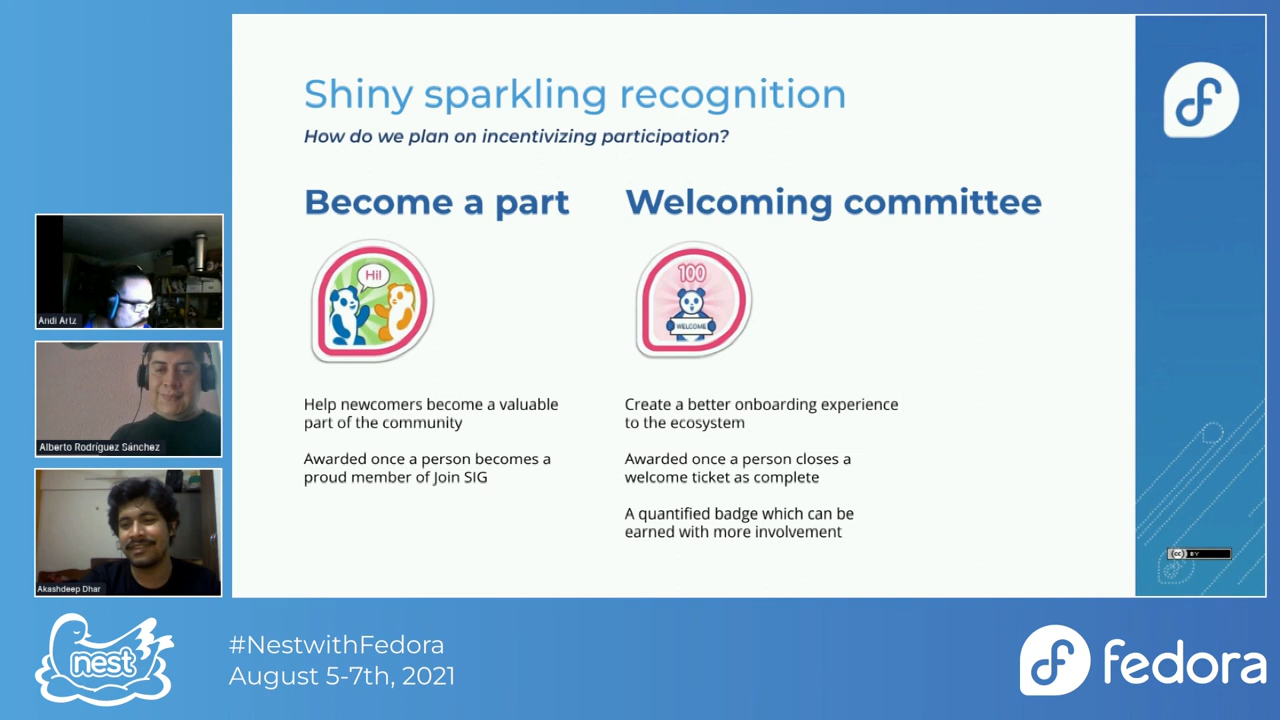 Shiny sparkling recognition
How do we plan on incentivizing participation?
Become a part
Hi!
Help newcomers become a valuable
part of the community
Awarded once a person becomes a
proud member of Join SIG
Welcoming committee
100
WELCOME
Create a better onboarding experience
to the ecosystem
Awarded once a person closes a
welcome ticket as complete
A quantified badge which can be
earned with more involvement
Andi Artz
Alberto Rodríguez Sánchez
Akashdeep Dhar
cc BY
nest
#NestwithFedora
August 5-7th, 2021
fedora